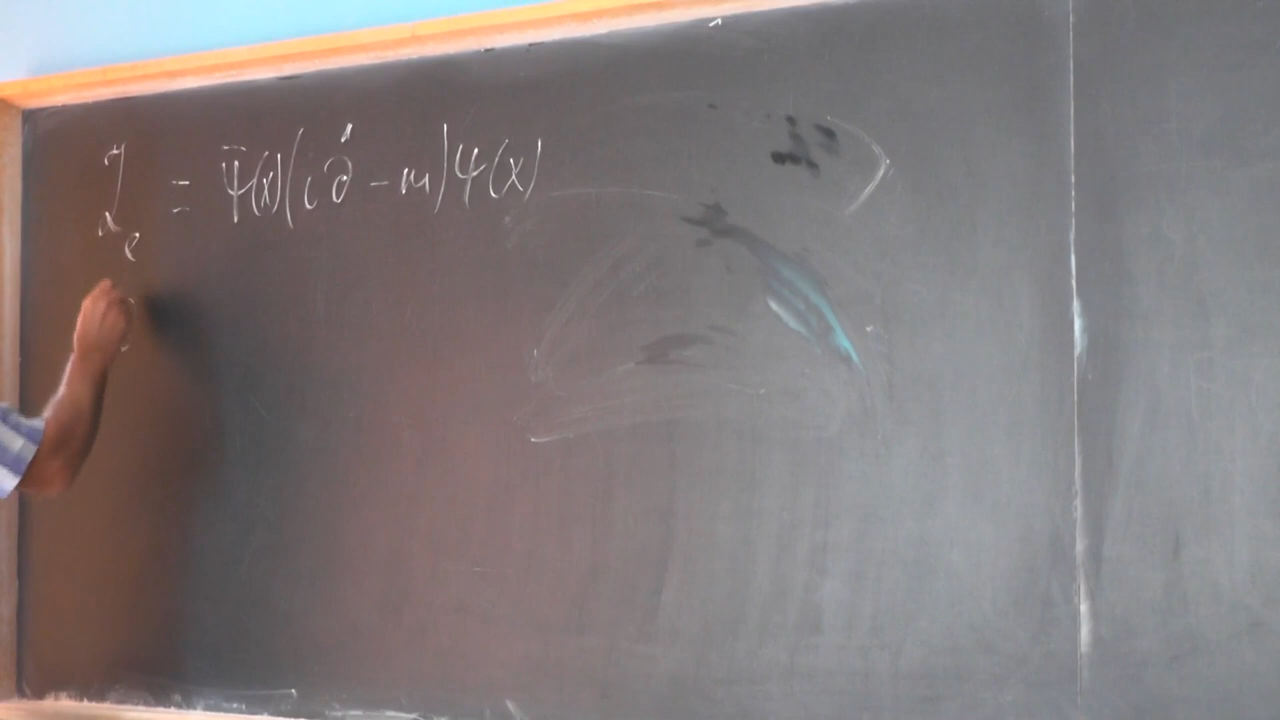 ℒ_e = ψ̄(x)(i∂̂ − m)ψ(x)